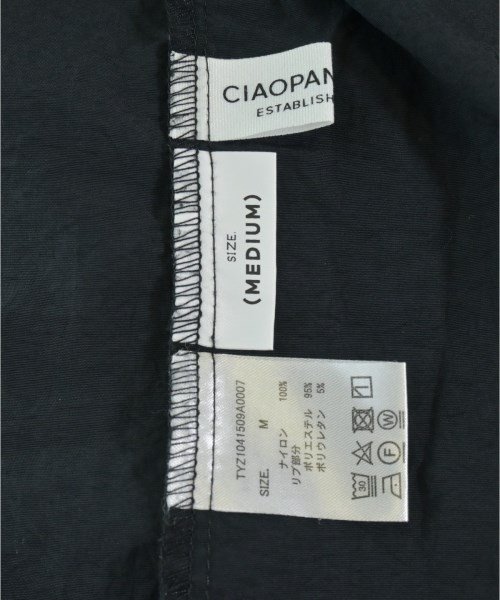 CIAOPAN
ESTABLISH
SIZE.
(MEDIUM)
TYZ1041509A0007
SIZE. M
ナイロン 100%
リブ部分
ポリエステル 95%
ポリウレタン 5%
30
F
W